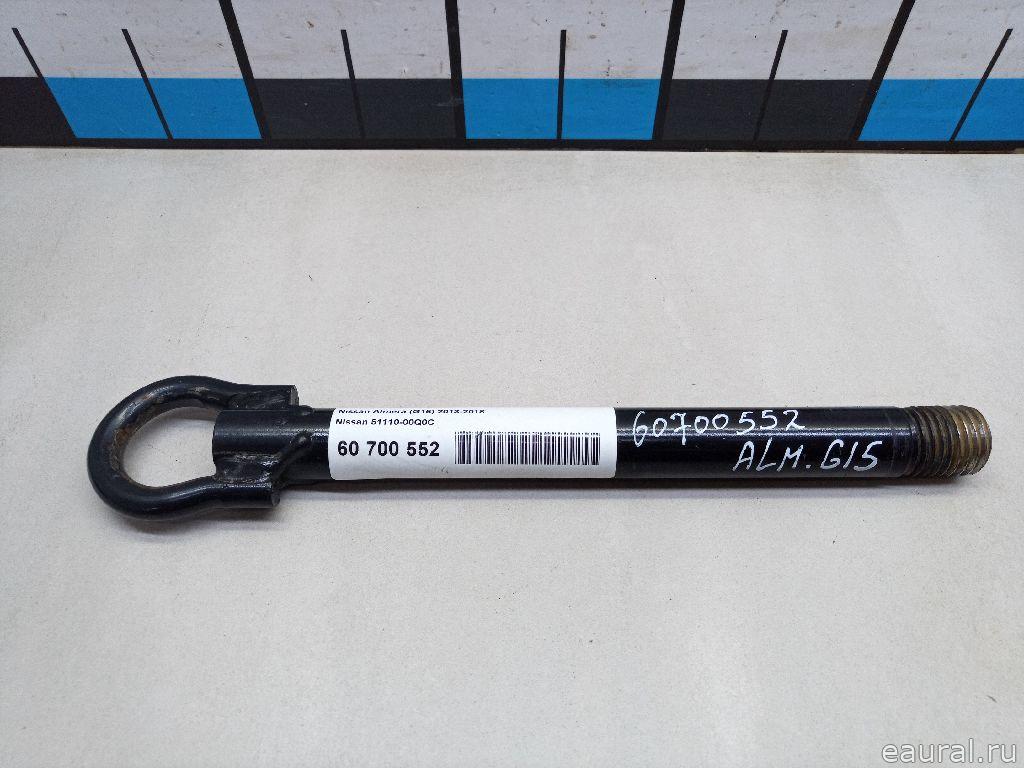 Nissan Almera (G15) 2013-2018
Nissan 51110-00Q0C
60 700 552
60700552
ALM. G15
eaural.ru